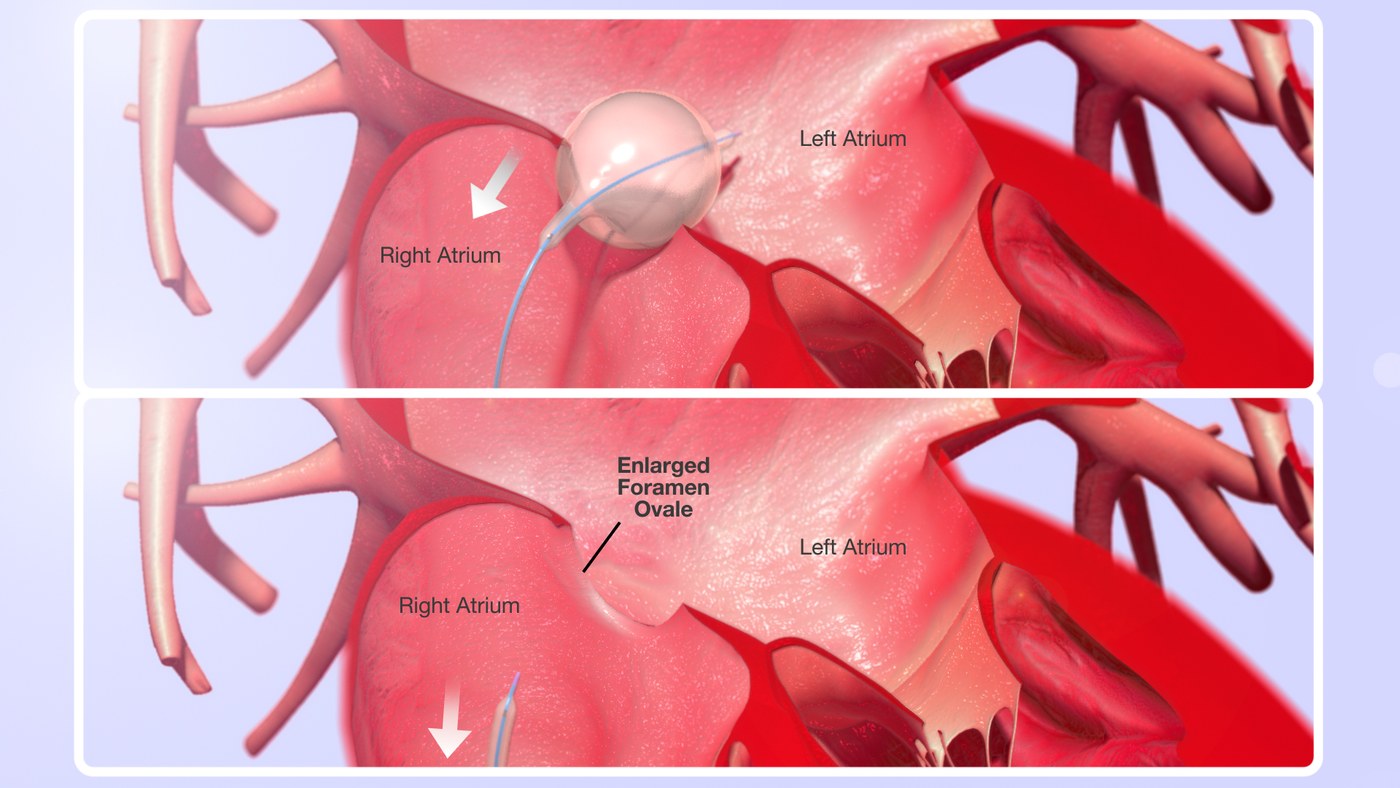 Left Atrium
Right Atrium
Enlarged
Foramen
Ovale
Left Atrium
Right Atrium